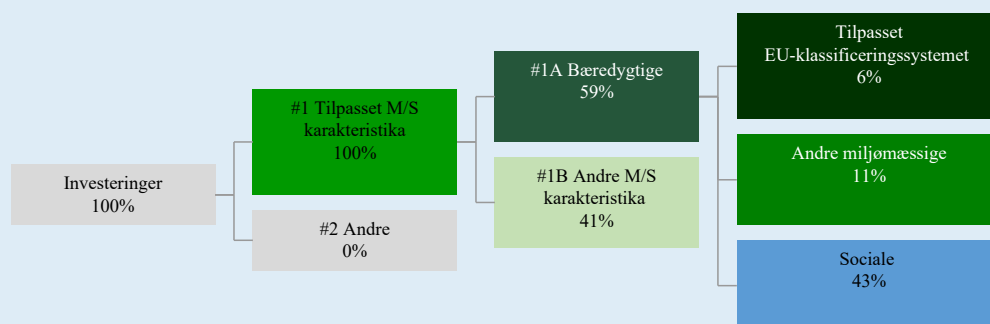 Investeringer
100%
#1 Tilpasset M/S
karakteristika
100%
#2 Andre
0%
#1A Bæredygtige
59%
#1B Andre M/S
karakteristika
41%
Tilpasset
EU-klassificeringssystemet
6%
Andre miljømæssige
11%
Sociale
43%